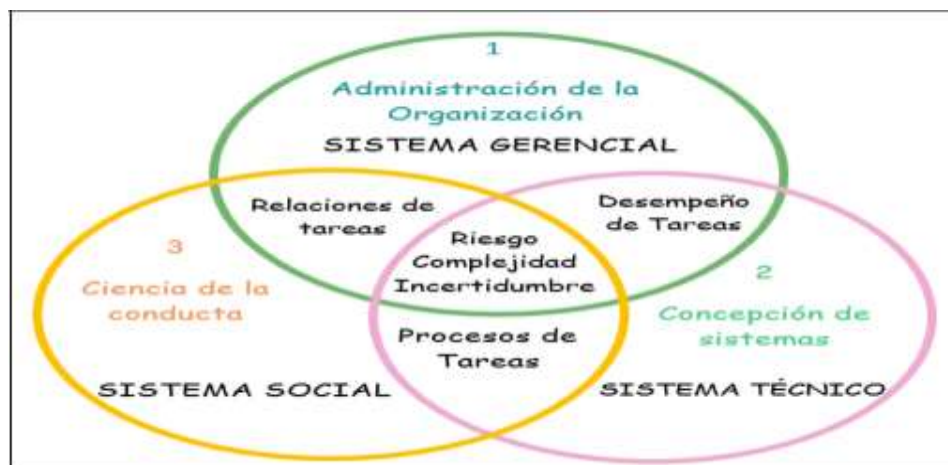 1
Administración de la
Organización
SISTEMA GERENCIAL
Relaciones de
tareas
Desempeño
de Tareas
Riesgo
Complejidad
Incertidumbre
3
Ciencia de la
conducta
2
Concepción de
sistemas
Procesos de
Tareas
SISTEMA SOCIAL
SISTEMA TÉCNICO